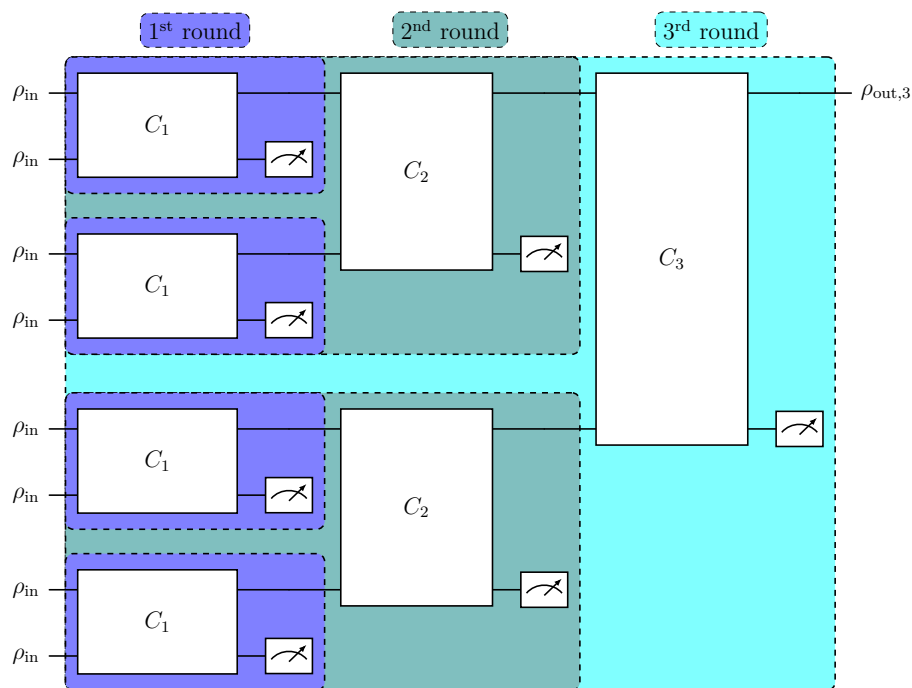 1st round 2nd round 3rd round
ρin C1 C2 C3 ρout,3
ρin
ρin C1
ρin
ρin C1 C2
ρin
ρin C1
ρin